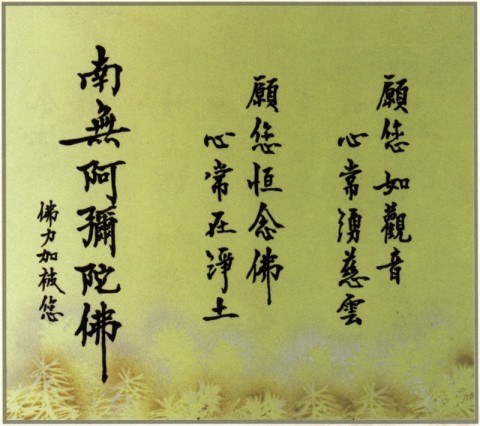 願您如觀音
心常湧慈雲
願您恒念佛
心常在淨土
南無阿彌陀佛
佛力加被您